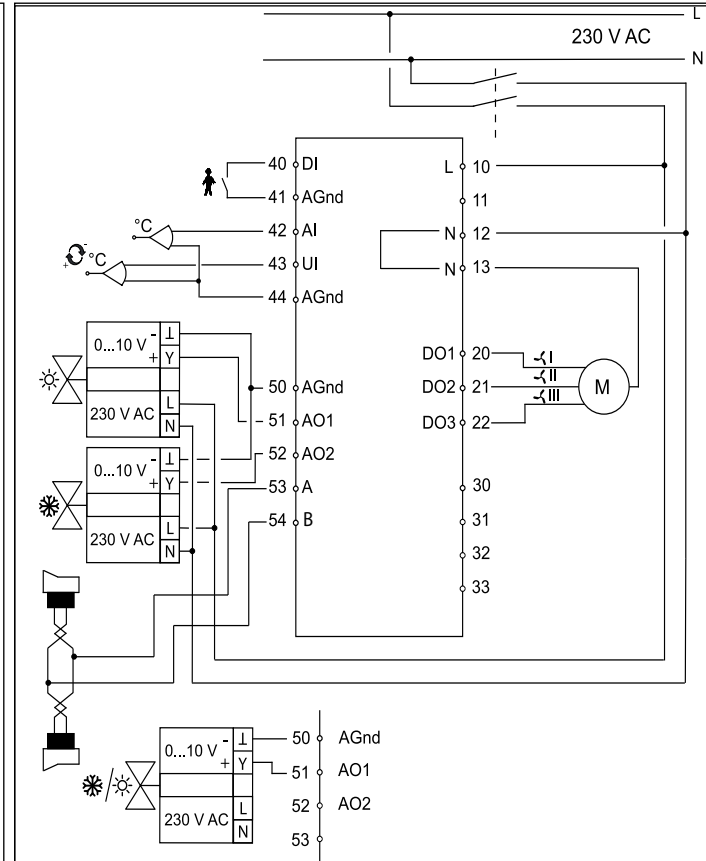 L
230 V AC
N
40 DI
L 10
41 AGnd
11
42 AI
°C
N 12
43 UI
- °C
+
N 13
44 AGnd
0...10 V - ⊥
+ Y
DO1 20 I
50 AGnd
DO2 21 II M
L
230 V AC
N
51 AO1
DO3 22 III
0...10 V - ⊥
+ Y
52 AO2
53 A
30
L
230 V AC
N
54 B
31
32
33
0...10 V - ⊥
+ Y
50 AGnd
51 AO1
L
230 V AC
N
52 AO2
53